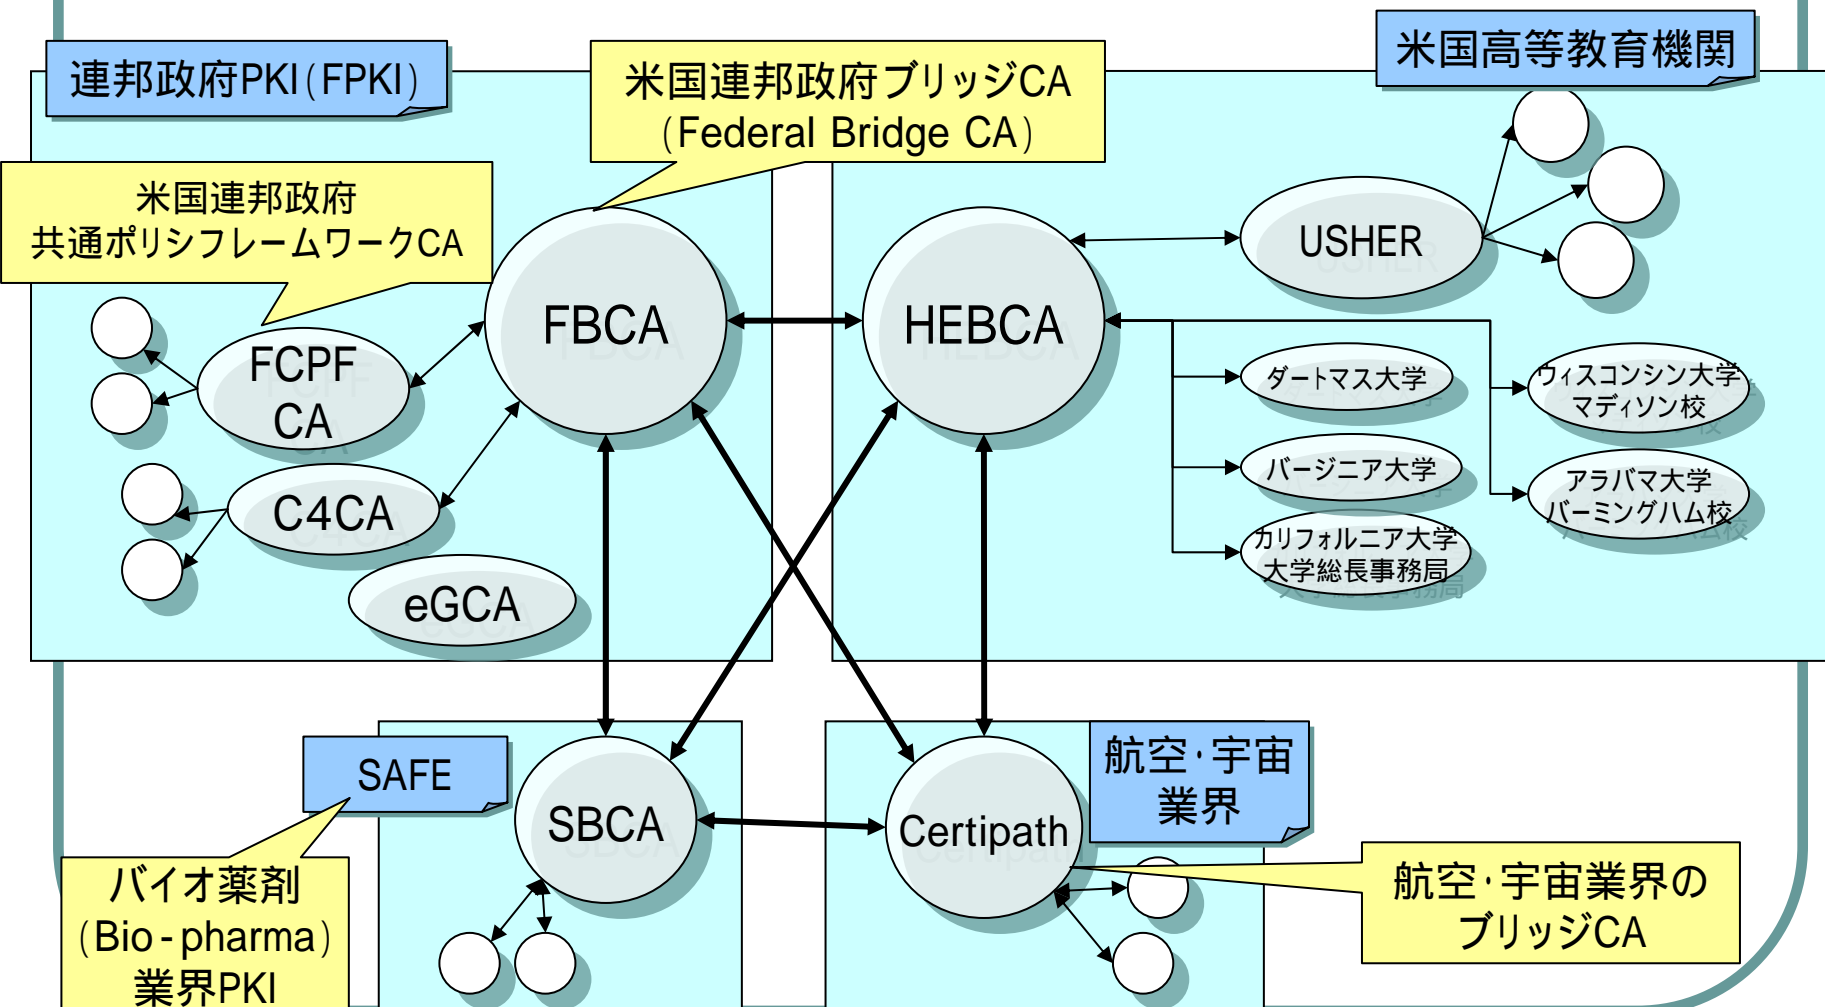 連邦政府PKI(FPKI)
米国連邦政府ブリッジCA
(Federal Bridge CA)
米国高等教育機関
米国連邦政府
共通ポリシフレームワークCA
FBCA
HEBCA
USHER
FCPF
CA
C4CA
eGCA
ダートマス大学
バージニア大学
カリフォルニア大学
大学総長事務局
ウィスコンシン大学
マディソン校
アラバマ大学
バーミングハム校
SAFE
SBCA
Certipath
航空・宇宙
業界
バイオ薬剤
(Bio-pharma)
業界PKI
航空・宇宙業界の
ブリッジCA